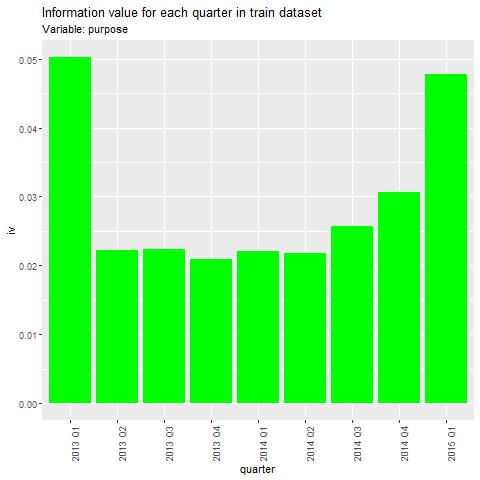 Information value for each quarter in train dataset
Variable: purpose
0.05
0.04
0.03
0.02
0.01
0.00
iv
2013 Q1
2013 Q2
2013 Q3
2013 Q4
2014 Q1
2014 Q2
2014 Q3
2014 Q4
2015 Q1
quarter